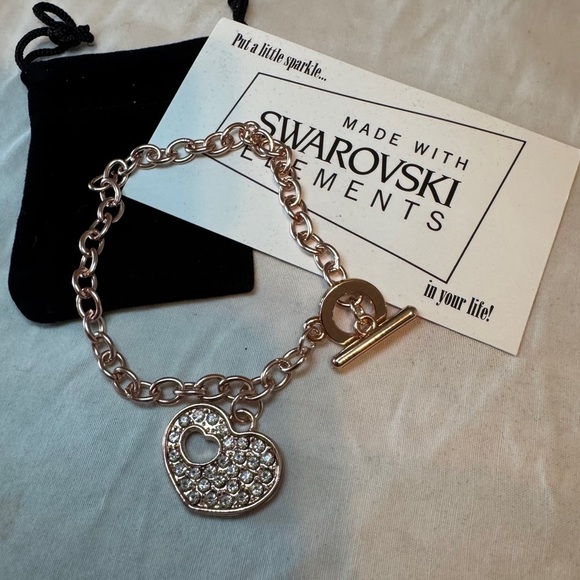 Put a little sparkle...
MADE WITH
SWAROVSKI
ELEMENTS
in your life!